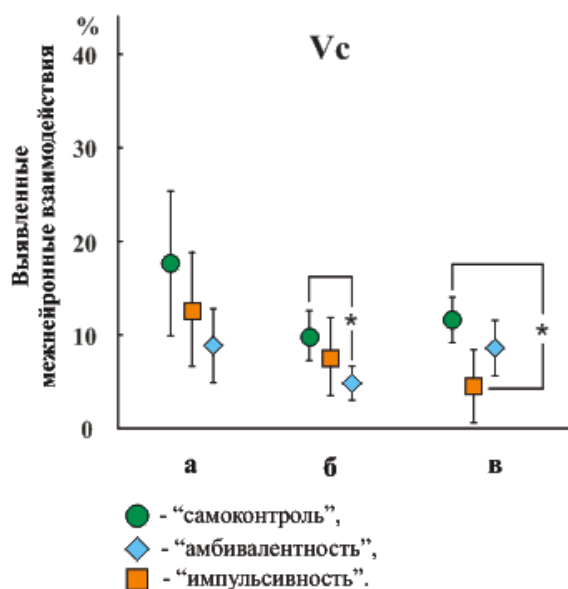 %
Vc
40
30
20
10
0
Выявленные
межнейронные взаимодействия
*
*
а
б
в
- “самоконтроль”,
- “амбивалентность”,
- “импульсивность”.